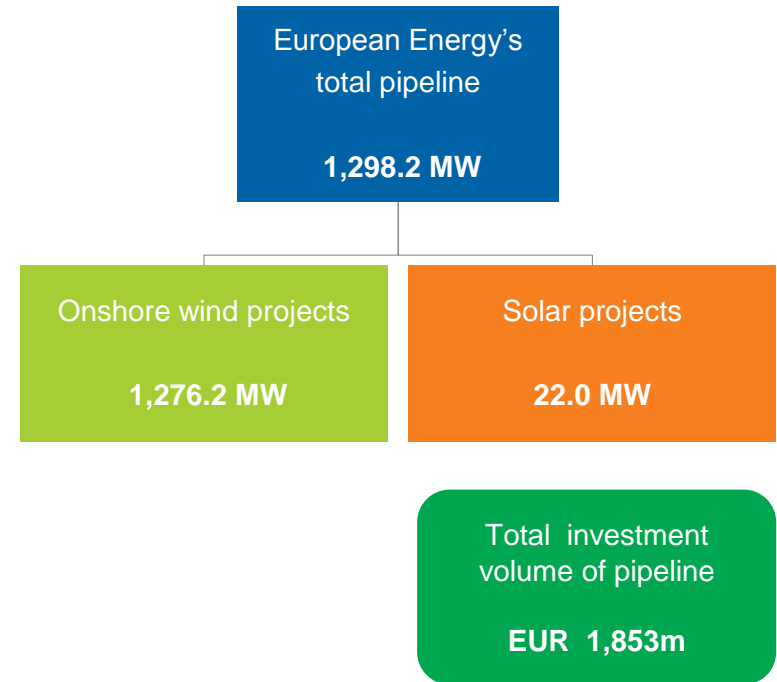 European Energy’s
total pipeline
1,298.2 MW
Onshore wind projects
1,276.2 MW
Solar projects
22.0 MW
Total investment
volume of pipeline
EUR 1,853m